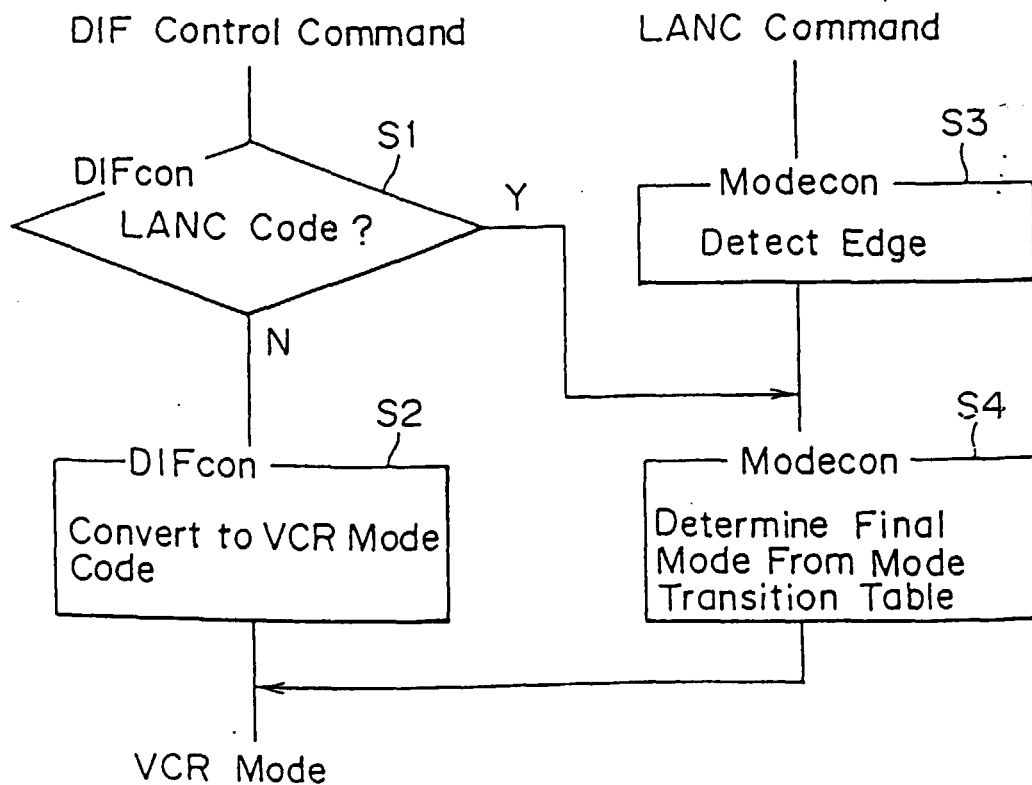 DIF Control Command
LANC Command
S1
DIFcon
LANC Code?
Y
N
S3
Modecon
Detect Edge
S2
DIFcon
Convert to VCR Mode
Code
S4
Modecon
Determine Final
Mode From Mode
Transition Table
VCR Mode